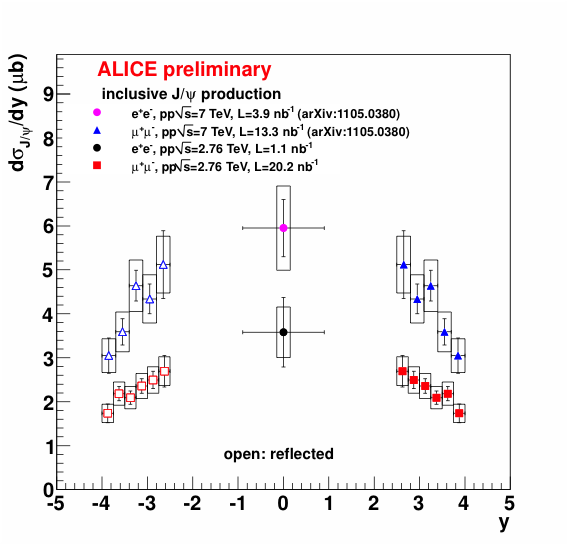 ALICE preliminary
inclusive J/ψ production
e⁺e⁻, pp√s=7 TeV, L=3.9 nb⁻¹ (arXiv:1105.0380)
μ⁺μ⁻, pp√s=7 TeV, L=13.3 nb⁻¹ (arXiv:1105.0380)
e⁺e⁻, pp√s=2.76 TeV, L=1.1 nb⁻¹
μ⁺μ⁻, pp√s=2.76 TeV, L=20.2 nb⁻¹
dσ_J/ψ/dy (μb)
9
8
7
6
5
4
3
2
1
0
open: reflected
-5 -4 -3 -2 -1 0 1 2 3 4 5
y